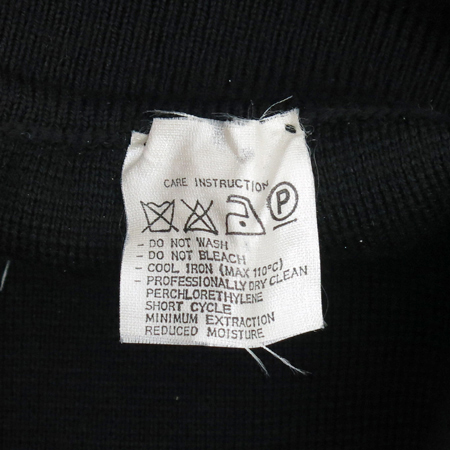 CARE INSTRUCTION
P
- DO NOT WASH
- DO NOT BLEACH
- COOL IRON (MAX 110°C)
- PROFESSIONALLY DRY CLEAN
PERCHLORETHYLENE
SHORT CYCLE
MINIMUM EXTRACTION
REDUCED MOISTURE